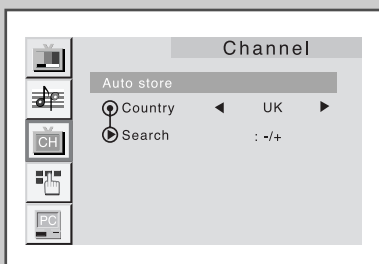 Channel
Auto store
Country ◀ UK ▶
Search : -/+
CH
PC